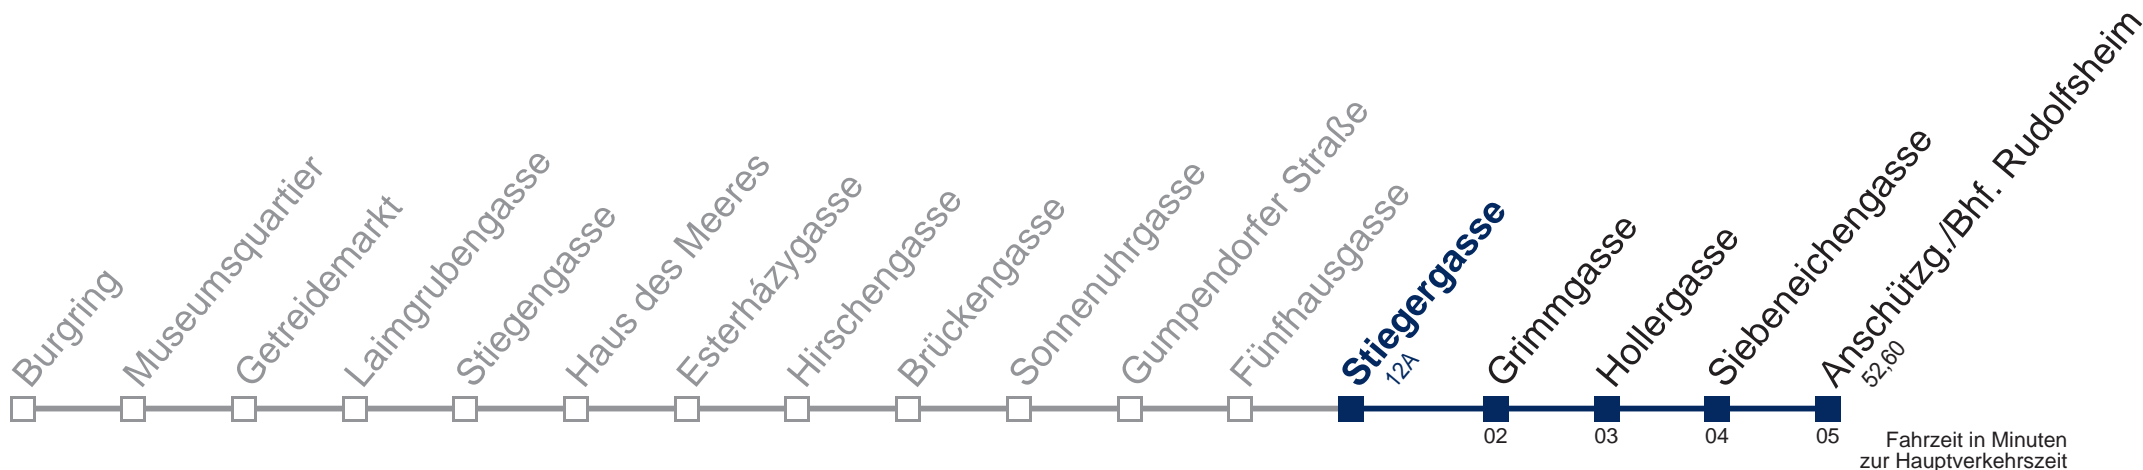 Burgring
Museumsquartier
Getreidemarkt
Laimgrubengasse
Stiegengasse
Haus des Meeres
Esterházygasse
Hirschengasse
Brückengasse
Sonnenuhrgasse
Gumpendorfer Straße
Fünfhausgasse
Stiegergasse
12A
Grimmgasse
Hollergasse
Siebeneichengasse
Anschützg./Bhf. Rudolfsheim
52,60
02 03 04 05
Fahrzeit in Minuten
zur Hauptverkehrszeit